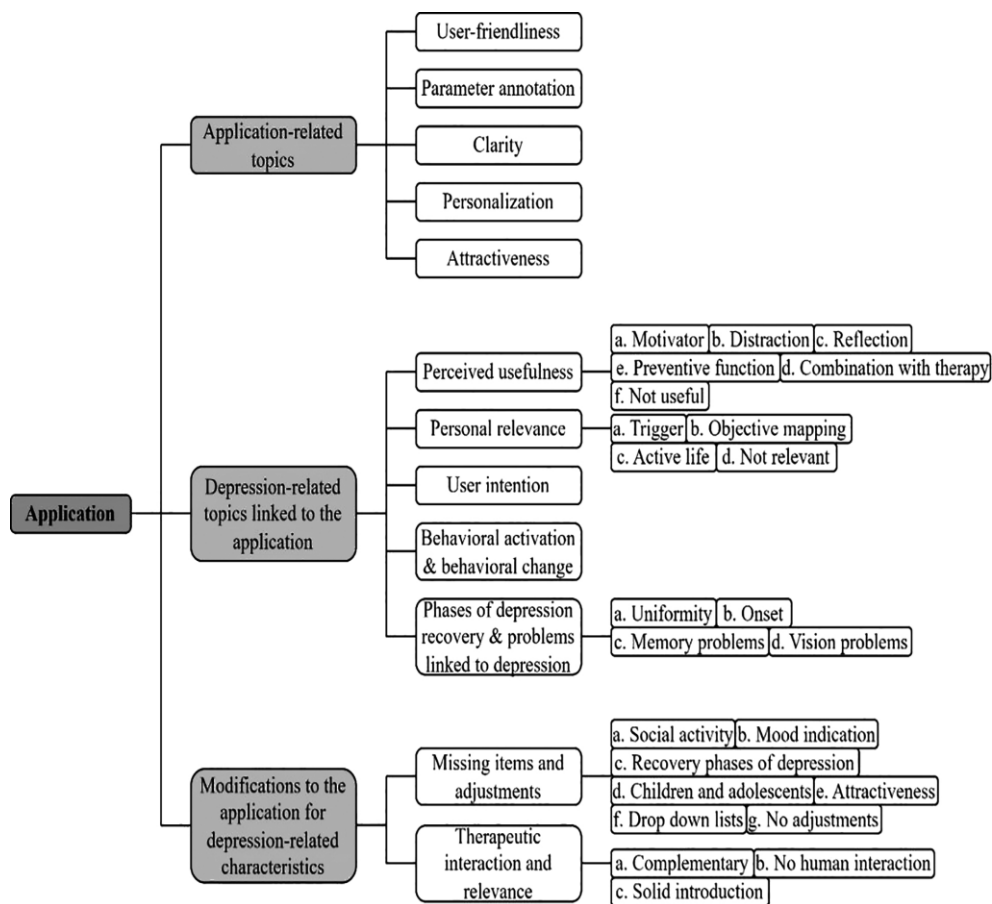 User-friendliness
Parameter annotation
Application-related
topics
Clarity
Personalization
Attractiveness
a. Motivator b. Distraction c. Reflection
Perceived usefulness
e. Preventive function d. Combination with therapy
f. Not useful
Personal relevance
a. Trigger b. Objective mapping
c. Active life d. Not relevant
User intention
Application
Depression-related
topics linked to the
application
Behavioral activation
& behavioral change
Phases of depression
recovery & problems
linked to depression
a. Uniformity b. Onset
c. Memory problems d. Vision problems
Modifications to the
application for
depression-related
characteristics
Missing items and
adjustments
a. Social activity b. Mood indication
c. Recovery phases of depression
d. Children and adolescents e. Attractiveness
f. Drop down lists g. No adjustments
Therapeutic
interaction and
relevance
a. Complementary b. No human interaction
c. Solid introduction